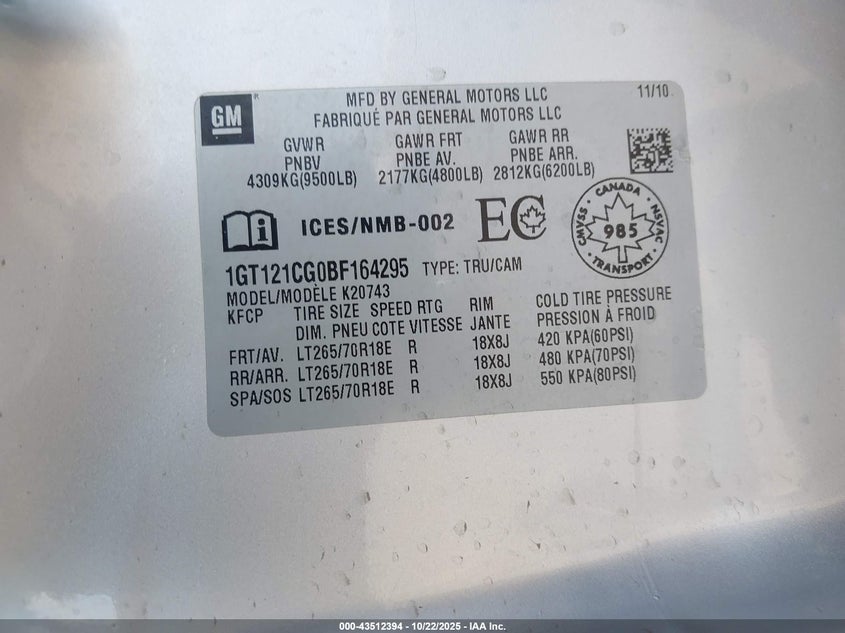 GM
MFD BY GENERAL MOTORS LLC 11/10
FABRIQUÉ PAR GENERAL MOTORS LLC
GVWR GAWR FRT GAWR RR
PNBV PNBE AV. PNBE ARR.
4309KG(9500LB) 2177KG(4800LB) 2812KG(6200LB)
ICES/NMB-002 EC
CANADA
CMVSS 985 NSVAC
TRANSPORT
1GT121CG0BF164295 TYPE: TRU/CAM
MODEL/MODÈLE K20743
KFCP TIRE SIZE SPEED RTG RIM COLD TIRE PRESSURE
DIM. PNEU COTE VITESSE JANTE PRESSION À FROID
FRT/AV. LT265/70R18E R 18X8J 420 KPA(60PSI)
RR/ARR. LT265/70R18E R 18X8J 480 KPA(70PSI)
SPA/SOS LT265/70R18E R 18X8J 550 KPA(80PSI)
000-43512394 - 10/22/2025 - IAA Inc.